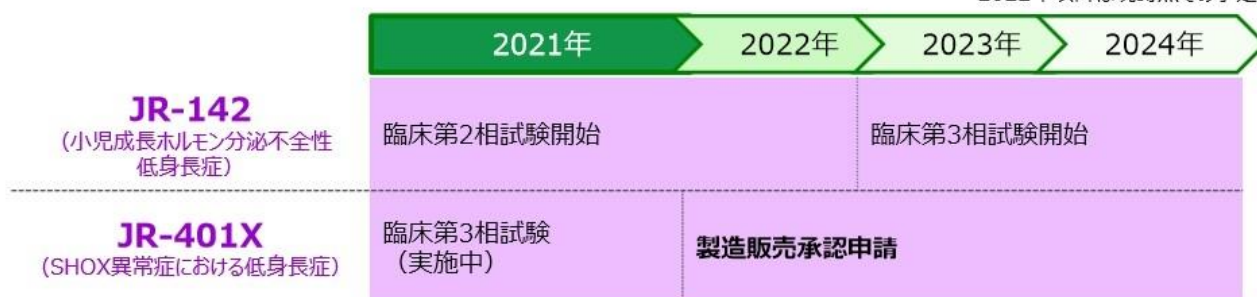 2021年
2022年
2023年
2024年
JR-142
(小児成長ホルモン分泌不全性
低身長症)
臨床第2相試験開始
臨床第3相試験開始
JR-401X
(SHOX異常症における低身長症)
臨床第3相試験
(実施中)
製造販売承認申請